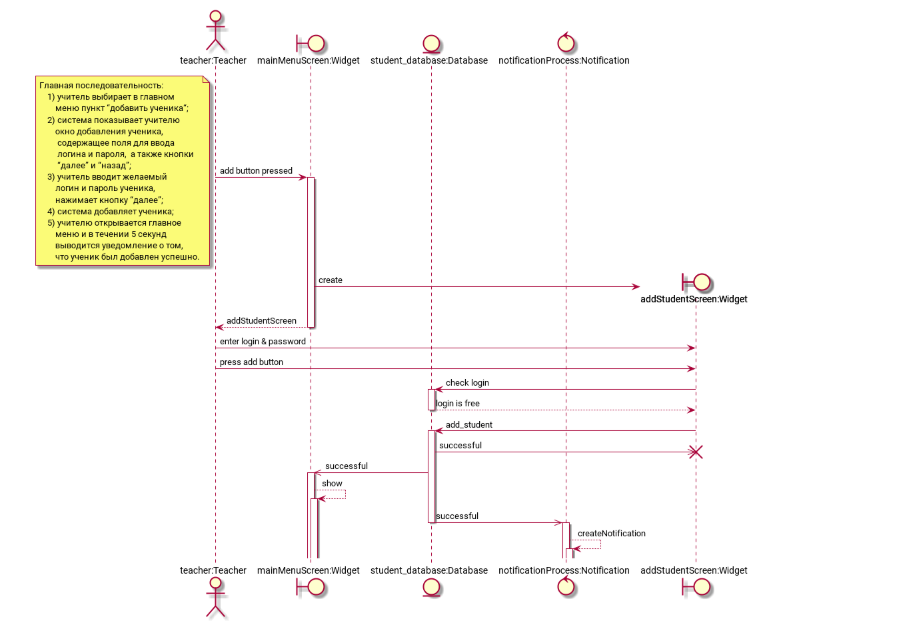 teacher:Teacher
mainMenuScreen:Widget
student_database:Database
notificationProcess:Notification
Главная последовательность:
1) учитель выбирает в главном
меню пункт "добавить ученика";
2) система показывает учителю
окно добавления ученика,
содержащее поля для ввода
логина и пароля, а также кнопки
"далее" и "назад";
3) учитель вводит желаемый
логин и пароль ученика,
нажимает кнопку "далее";
4) система добавляет ученика;
5) учителю открывается главное
меню и в течении 5 секунд
выводится уведомление о том,
что ученик был добавлен успешно.
add button pressed
create
addStudentScreen:Widget
addStudentScreen
enter login & password
press add button
check login
login is free
add_student
successful
successful
show
successful
createNotification
teacher:Teacher
mainMenuScreen:Widget
student_database:Database
notificationProcess:Notification
addStudentScreen:Widget